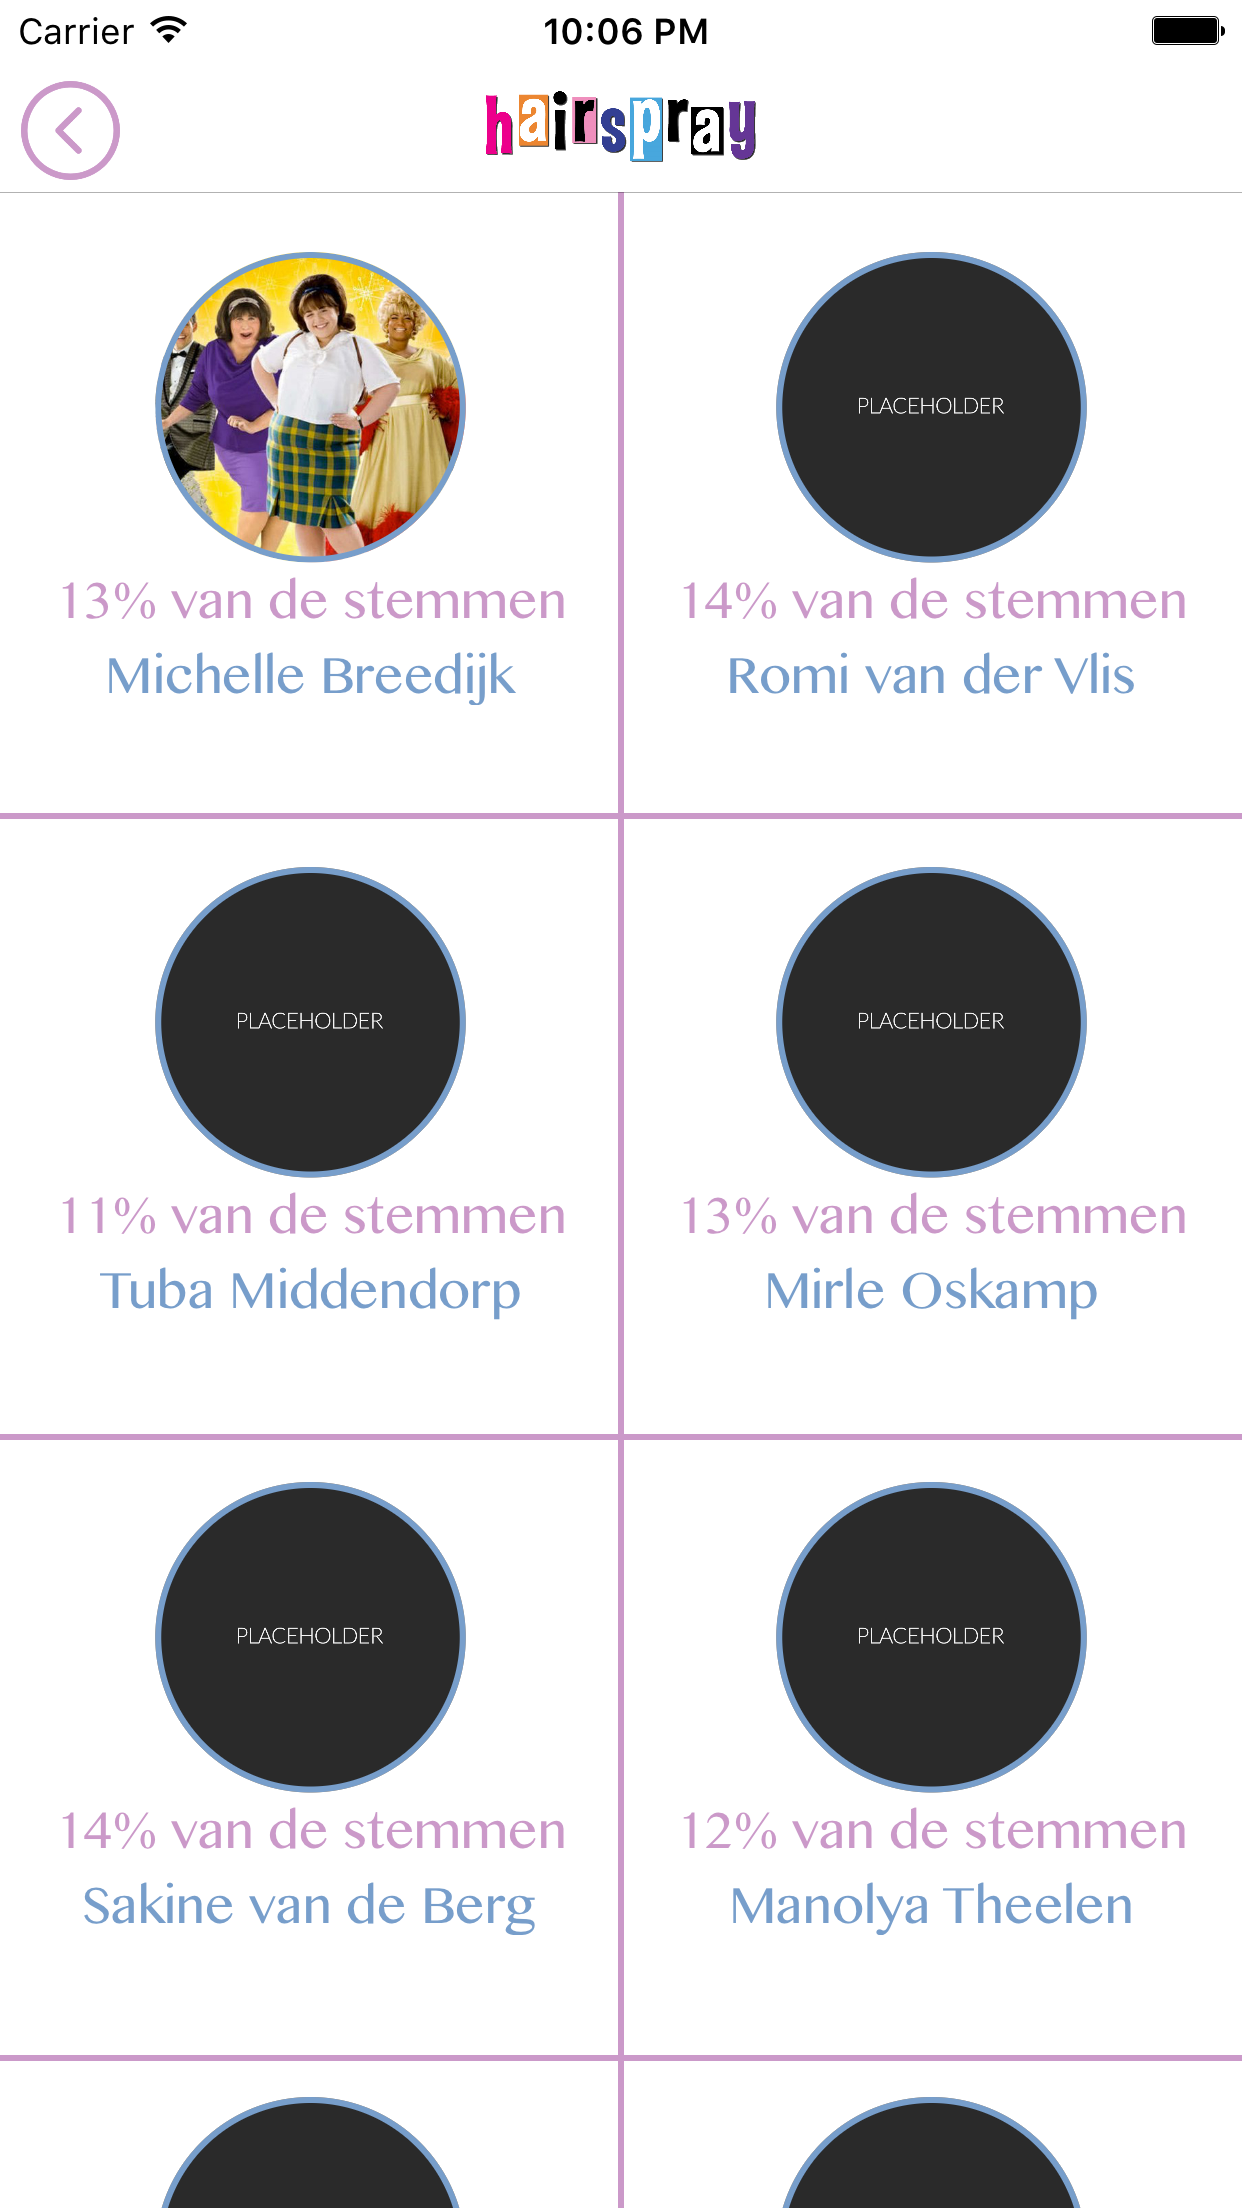 Carrier 10:06 PM
hairspray
PLACEHOLDER
13% van de stemmen
Michelle Breedijk
14% van de stemmen
Romi van der Vlis
PLACEHOLDER
PLACEHOLDER
11% van de stemmen
Tuba Middendorp
13% van de stemmen
Mirle Oskamp
PLACEHOLDER
PLACEHOLDER
14% van de stemmen
Sakine van de Berg
12% van de stemmen
Manolya Theelen